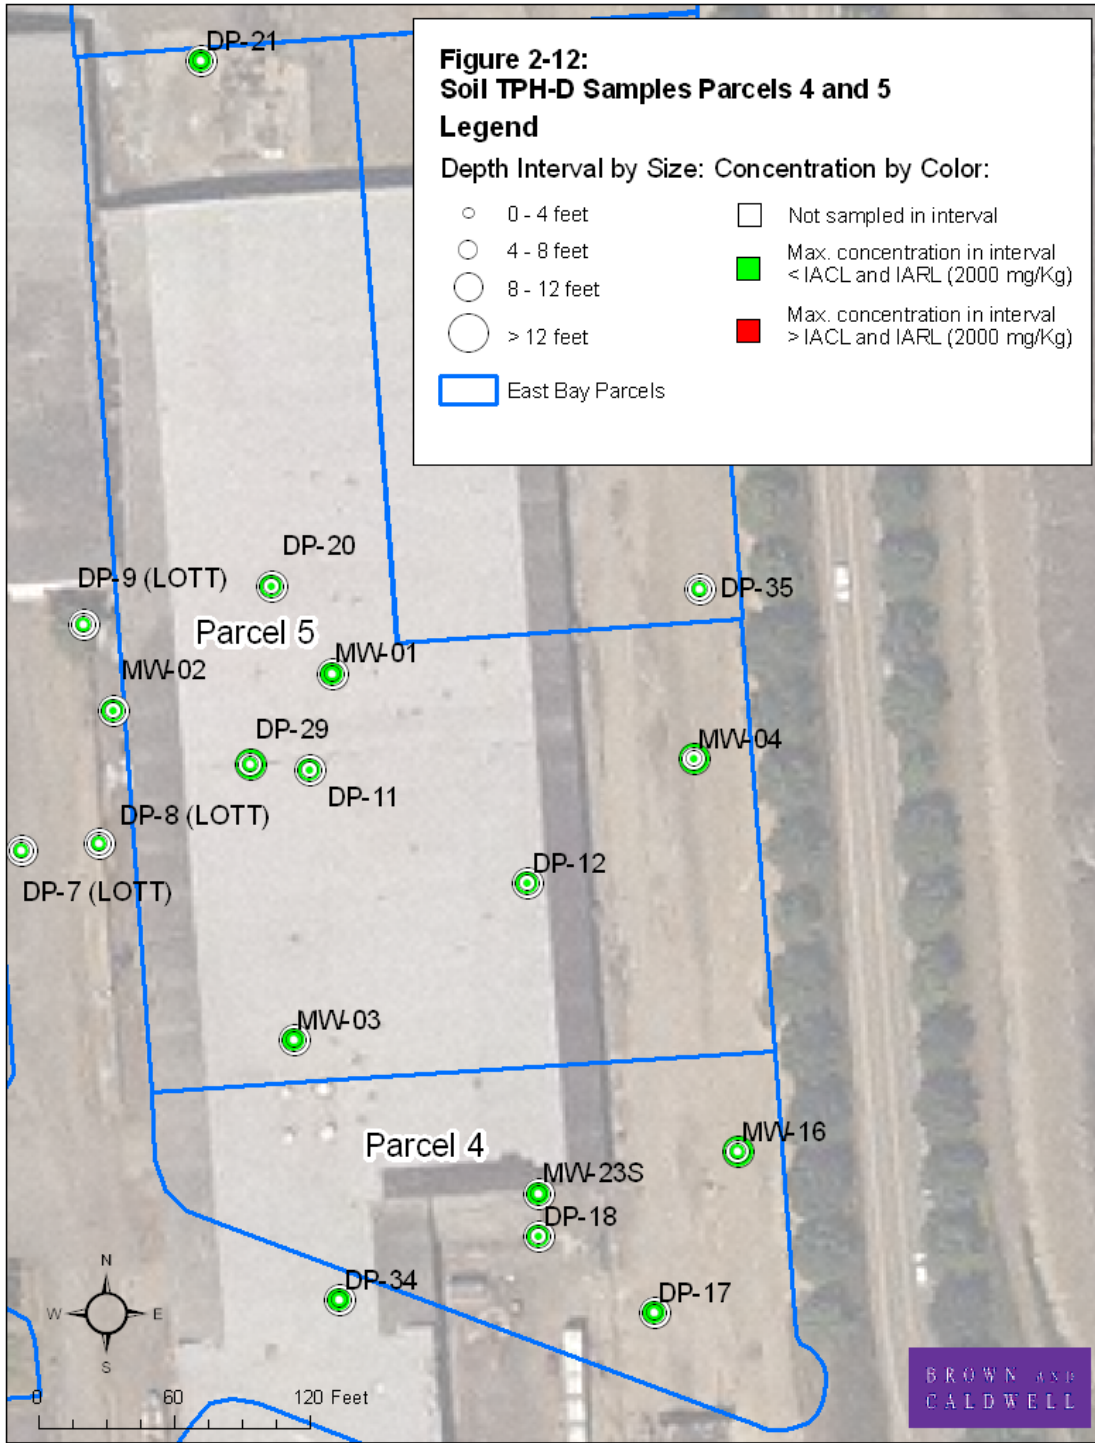 DP-21
Figure 2-12:
Soil TPH-D Samples Parcels 4 and 5
Legend
Depth Interval by Size: Concentration by Color:
0 - 4 feet
Not sampled in interval
4 - 8 feet
Max. concentration in interval
< IACL and IARL (2000 mg/Kg)
8 - 12 feet
Max. concentration in interval
> IACL and IARL (2000 mg/Kg)
> 12 feet
East Bay Parcels
DP-20
DP-9 (LOTT)
DP-35
Parcel 5
MW-01
MW-02
DP-29
MW-04
DP-11
DP-8 (LOTT)
DP-12
DP-7 (LOTT)
MW-03
MW-16
Parcel 4
MW-23S
DP-18
DP-34
DP-17
N
W E
S
0 60 120 Feet
BROWN AND
CALDWELL